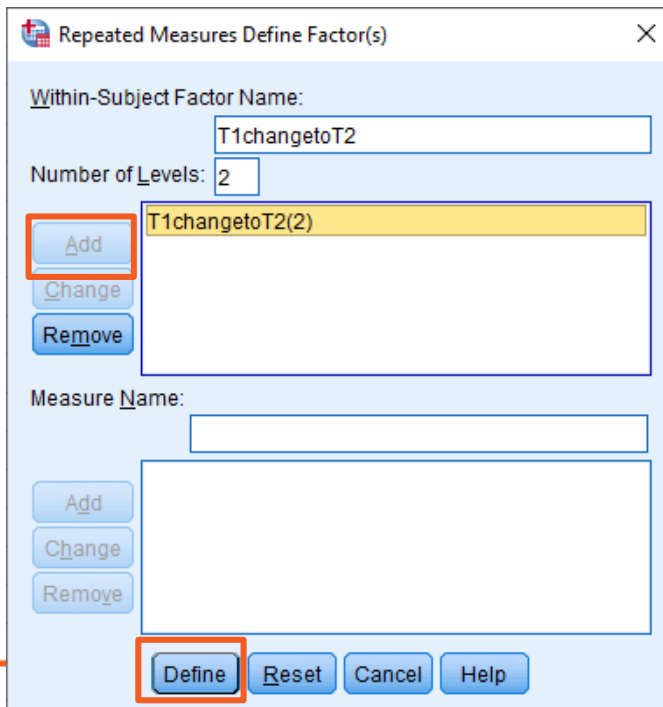 Repeated Measures Define Factor(s)
Within-Subject Factor Name:
T1changetoT2
Number of Levels: 2
T1changetoT2(2)
Add
Change
Remove
Measure Name:
Add
Change
Remove
Define Reset Cancel Help